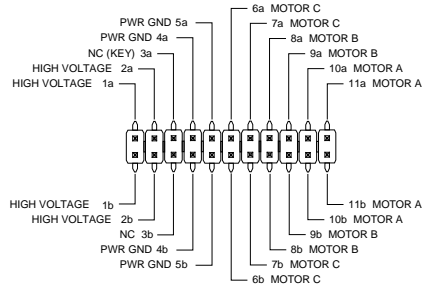 6a MOTOR C
PWR GND 5a
7a MOTOR C
PWR GND 4a
8a MOTOR B
NC (KEY) 3a
9a MOTOR B
HIGH VOLTAGE 2a
10a MOTOR A
HIGH VOLTAGE 1a
11a MOTOR A
HIGH VOLTAGE 1b
11b MOTOR A
HIGH VOLTAGE 2b
10b MOTOR A
NC 3b
9b MOTOR B
PWR GND 4b
8b MOTOR B
PWR GND 5b
7b MOTOR C
6b MOTOR C